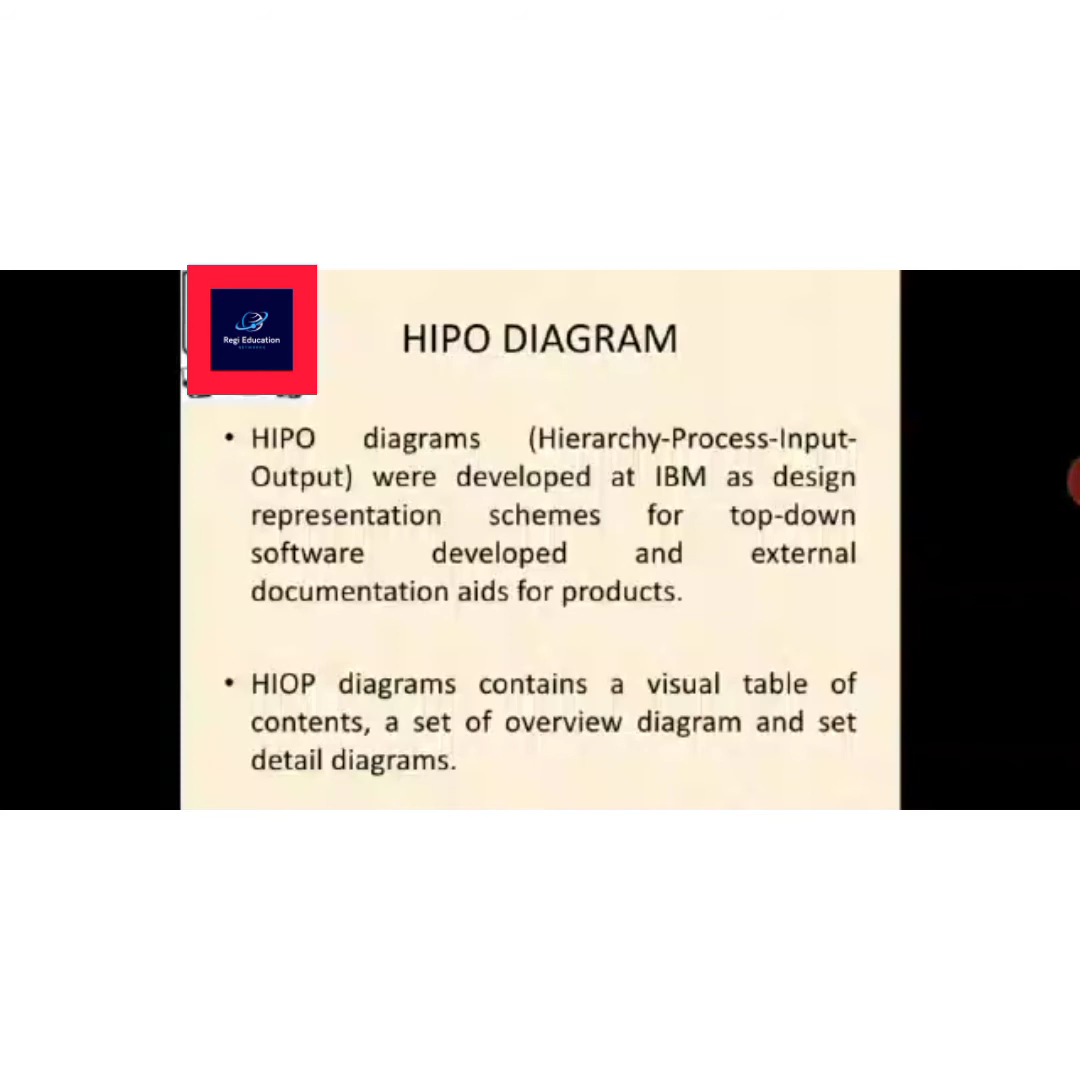 Regi Education
HIPO DIAGRAM
• HIPO diagrams (Hierarchy-Process-Input-
Output) were developed at IBM as design
representation schemes for top-down
software developed and external
documentation aids for products.
• HIOP diagrams contains a visual table of
contents, a set of overview diagram and set
detail diagrams.